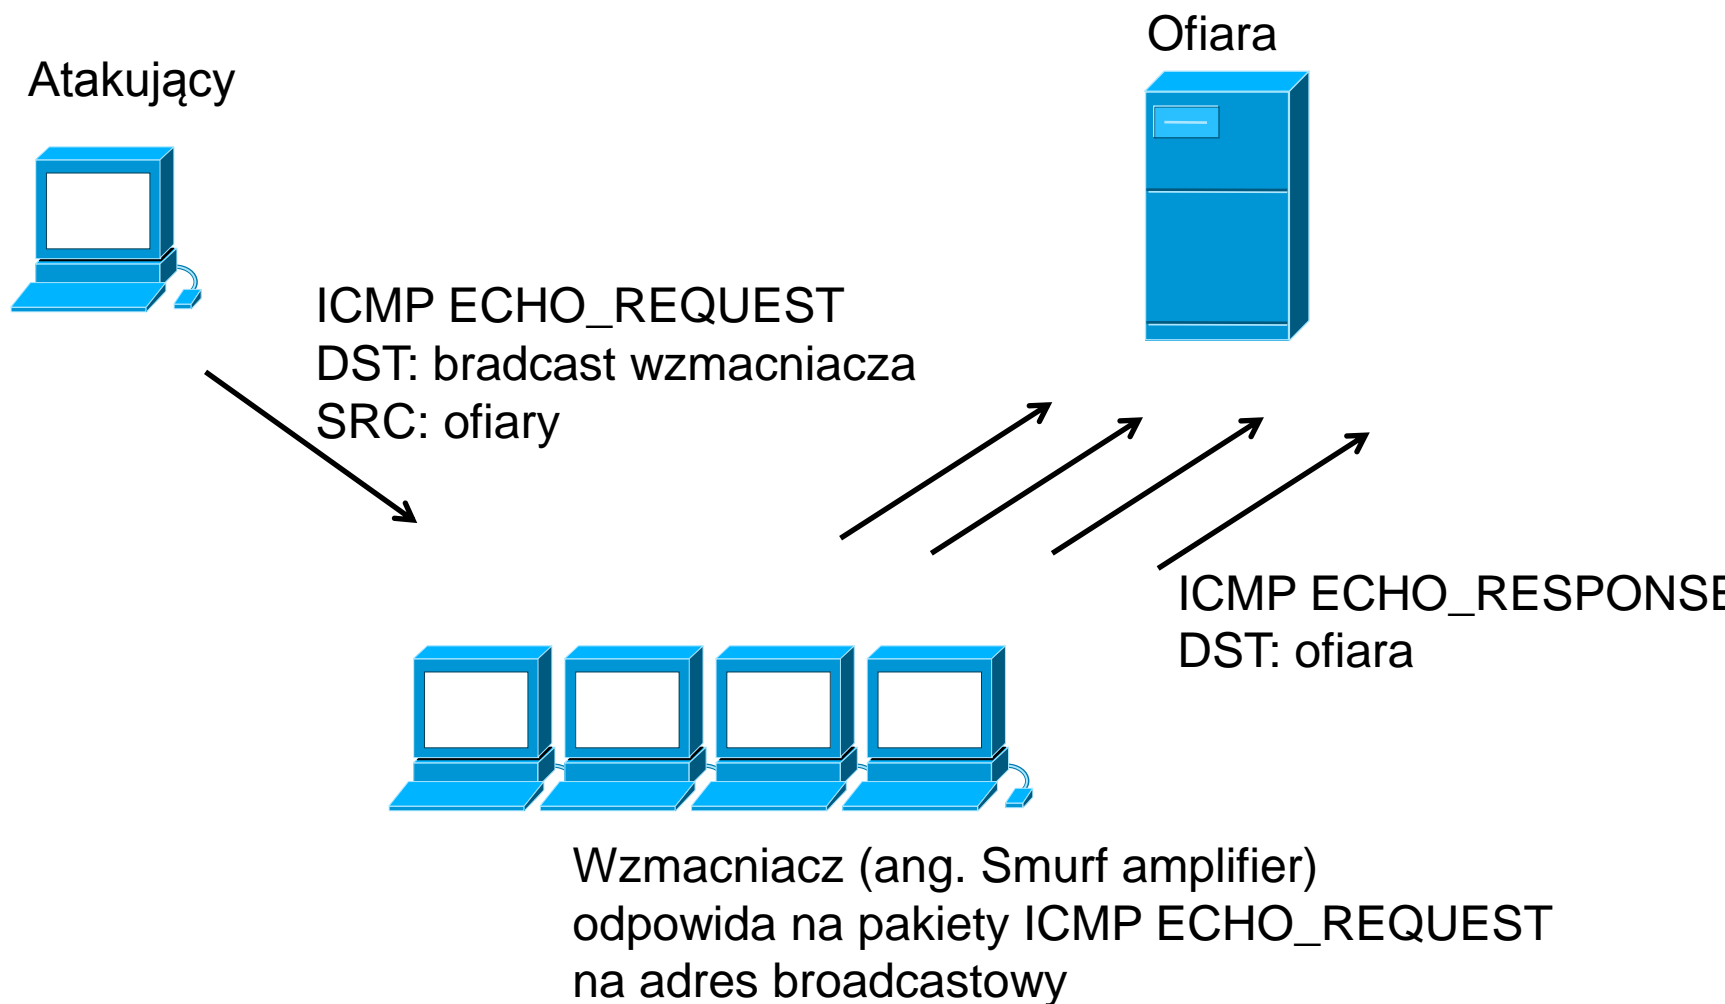 Ofiara
Atakujący
ICMP ECHO_REQUEST
DST: bradcast wzmacniacza
SRC: ofiary
ICMP ECHO_RESPONSE
DST: ofiara
Wzmacniacz (ang. Smurf amplifier)
odpowida na pakiety ICMP ECHO_REQUEST
na adres broadcastowy